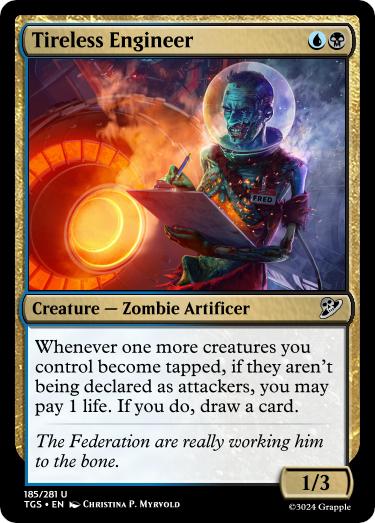 Tireless Engineer
FRED
Creature — Zombie Artificer
Whenever one more creatures you
control become tapped, if they aren't
being declared as attackers, you may
pay 1 life. If you do, draw a card.
The Federation are really working him
to the bone.
1/3
185/281 U
TGS • EN Christina P. Myrvold
©3024 Grapple